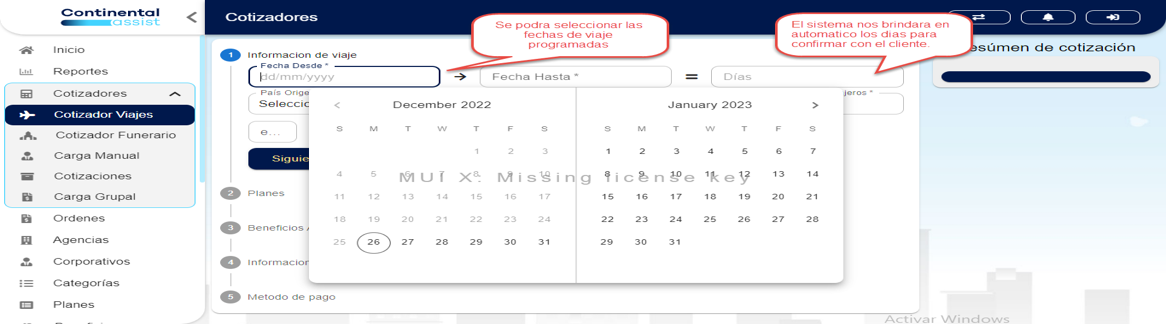 Continental
assist
Inicio
Reportes
Cotizadores
Cotizador Viajes
Cotizador Funerario
Carga Manual
Cotizaciones
Carga Grupal
Ordenes
Agencias
Corporativos
Categorías
Planes
Cotizadores
Se podra seleccionar las
fechas de viaje
programadas
El sistema nos brindara en
automatico los dias para
confirmar con el cliente.
esúmen de cotización
1 Informacion de viaje
Fecha Desde *
dd/mm/yyyy
→ Fecha Hasta *
= Días
País Orige
Selecci
jeros *
e...
Siguie
2 Planes
3 Beneficios
4 Informacion
5 Metodo de pago
< December 2022
S M T W T F S
1 2 3
4 5 6 7 8 9 10
11 12 13 14 15 16 17
18 19 20 21 22 23 24
25 26 27 28 29 30 31
January 2023 >
S M T W T F S
1 2 3 4 5 6 7
8 9 10 11 12 13 14
15 16 17 18 19 20 21
22 23 24 25 26 27 28
29 30 31
MUI X: Missing license key
Activar Windows